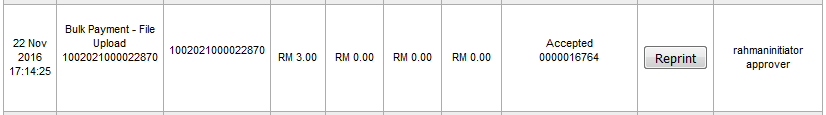 22 Nov
2016
17:14:25
Bulk Payment - File
Upload
1002021000022870
1002021000022870
RM 3.00
RM 0.00
RM 0.00
RM 0.00
Accepted
0000016764
Reprint
rahmaninitiator
approver